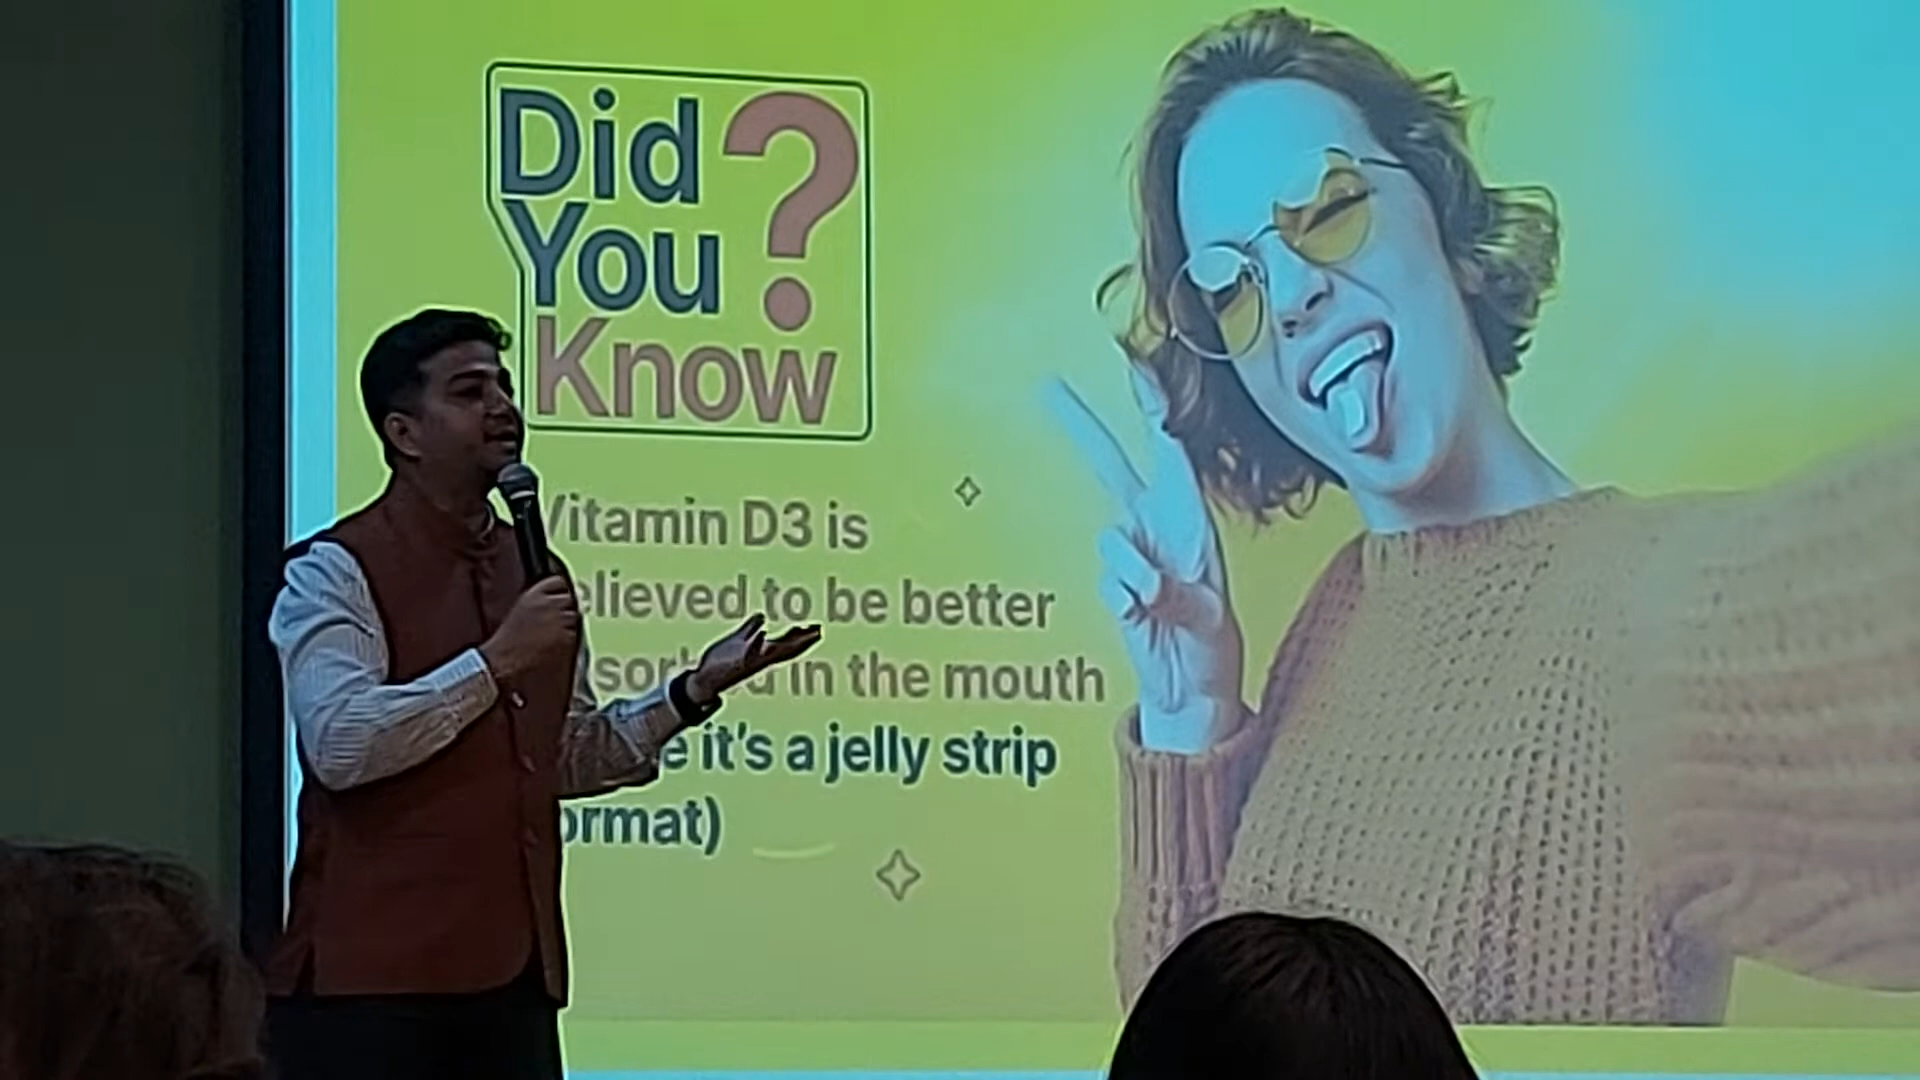 Did
You
Know?
Vitamin D3 is
elieved to be better
in the mouth
it's a jelly strip
ormat)